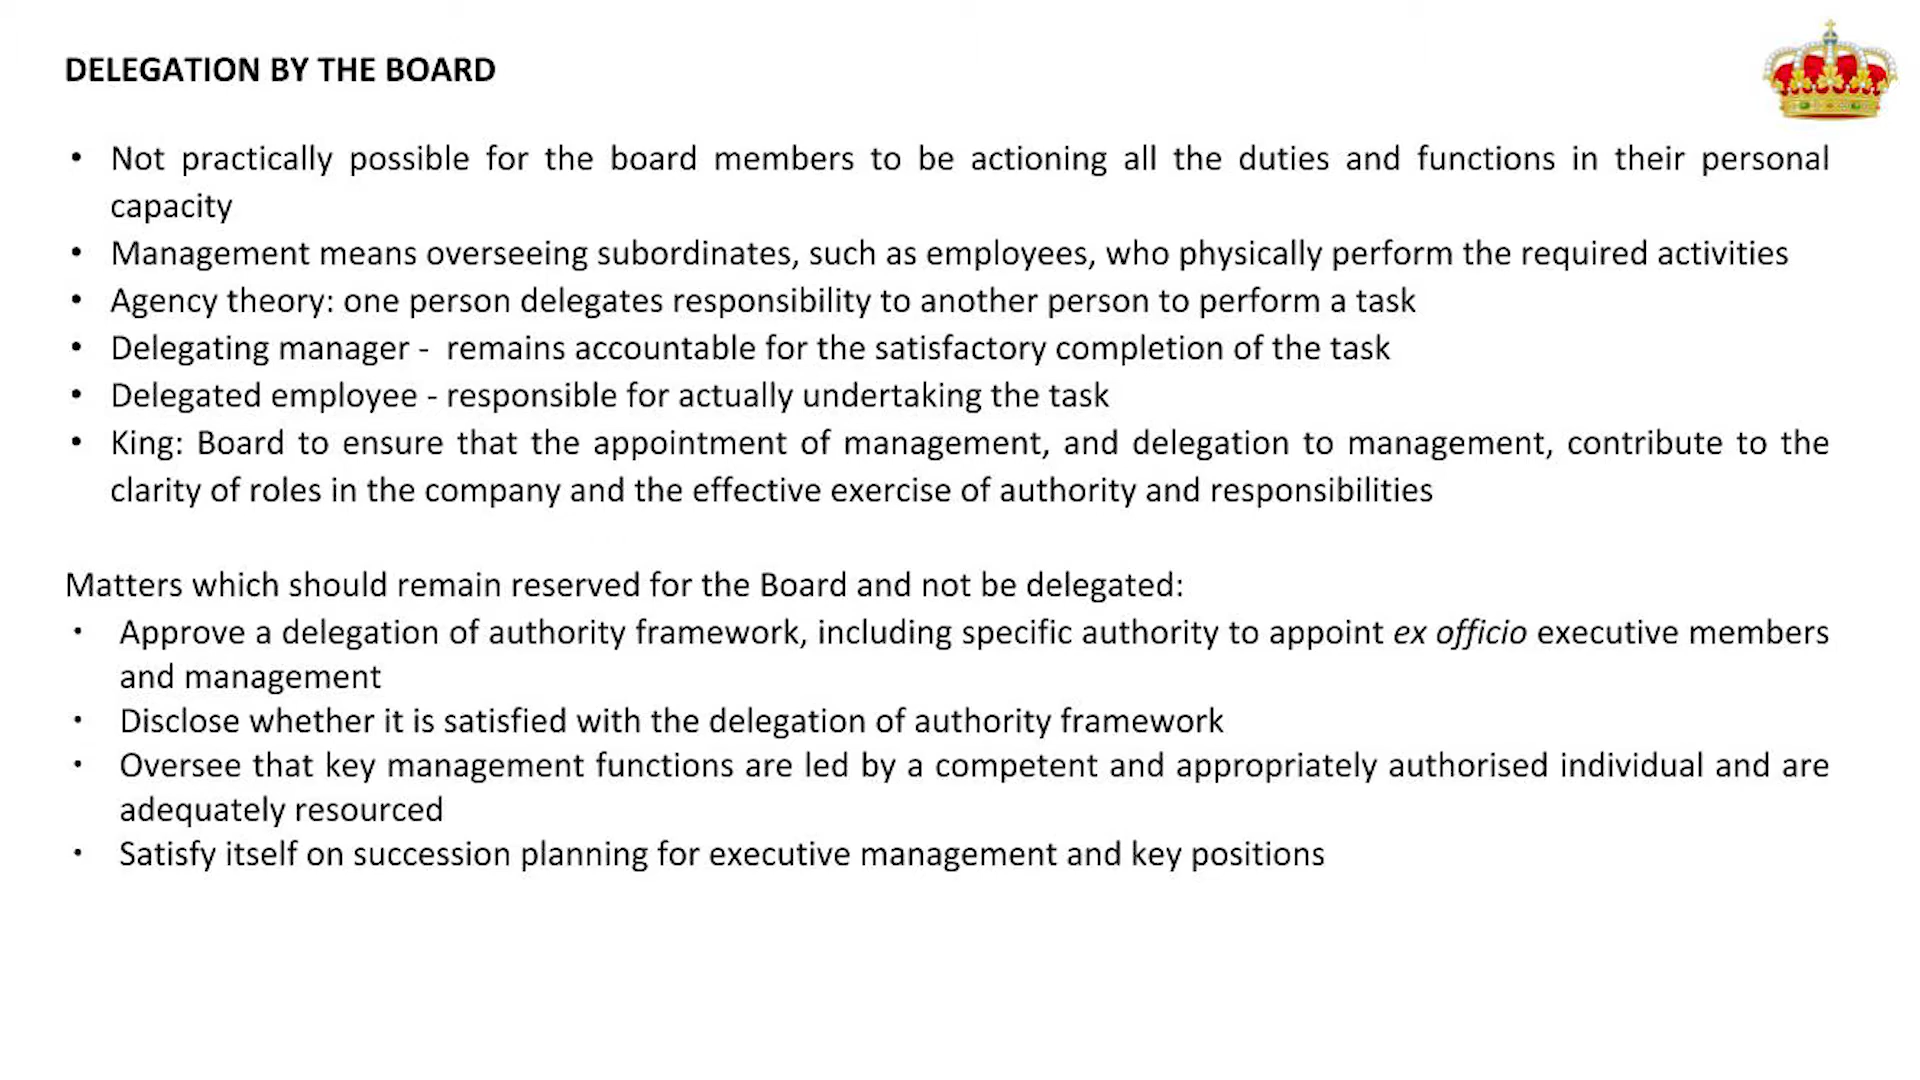 DELEGATION BY THE BOARD
• Not practically possible for the board members to be actioning all the duties and functions in their personal
capacity
• Management means overseeing subordinates, such as employees, who physically perform the required activities
• Agency theory: one person delegates responsibility to another person to perform a task
• Delegating manager -  remains accountable for the satisfactory completion of the task
• Delegated employee - responsible for actually undertaking the task
• King: Board to ensure that the appointment of management, and delegation to management, contribute to the
clarity of roles in the company and the effective exercise of authority and responsibilities
Matters which should remain reserved for the Board and not be delegated:
• Approve a delegation of authority framework, including specific authority to appoint ex officio executive members
and management
• Disclose whether it is satisfied with the delegation of authority framework
• Oversee that key management functions are led by a competent and appropriately authorised individual and are
adequately resourced
• Satisfy itself on succession planning for executive management and key positions